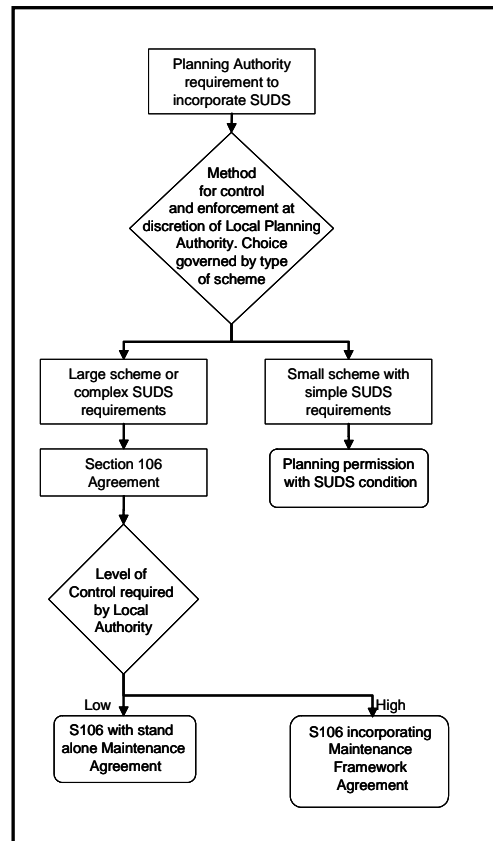 Planning Authority
requirement to
incorporate SUDS
Method
for control
and enforcement at
discretion of Local Planning
Authority. Choice
governed by type
of scheme
Large scheme or
complex SUDS
requirements
Small scheme with
simple SUDS
requirements
Section 106
Agreement
Planning permission
with SUDS condition
Level of
Control required
by Local
Authority
Low
High
S106 with stand
alone Maintenance
Agreement
S106 incorporating
Maintenance
Framework
Agreement